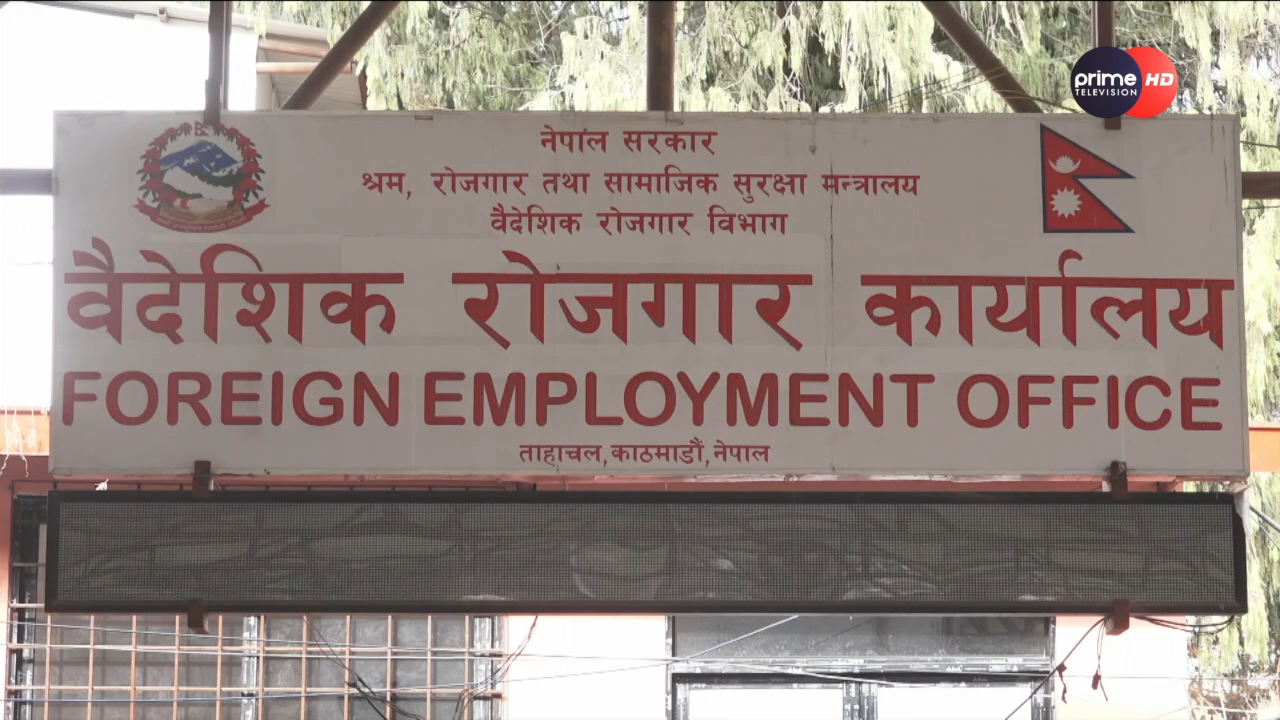 prime HD
TELEVISION
नेपाल सरकार
श्रम, रोजगार तथा सामाजिक सुरक्षा मन्त्रालय
वैदेशिक रोजगार विभाग
वैदेशिक रोजगार कार्यालय
FOREIGN EMPLOYMENT OFFICE
ताहाचल, काठमाडौं, नेपाल